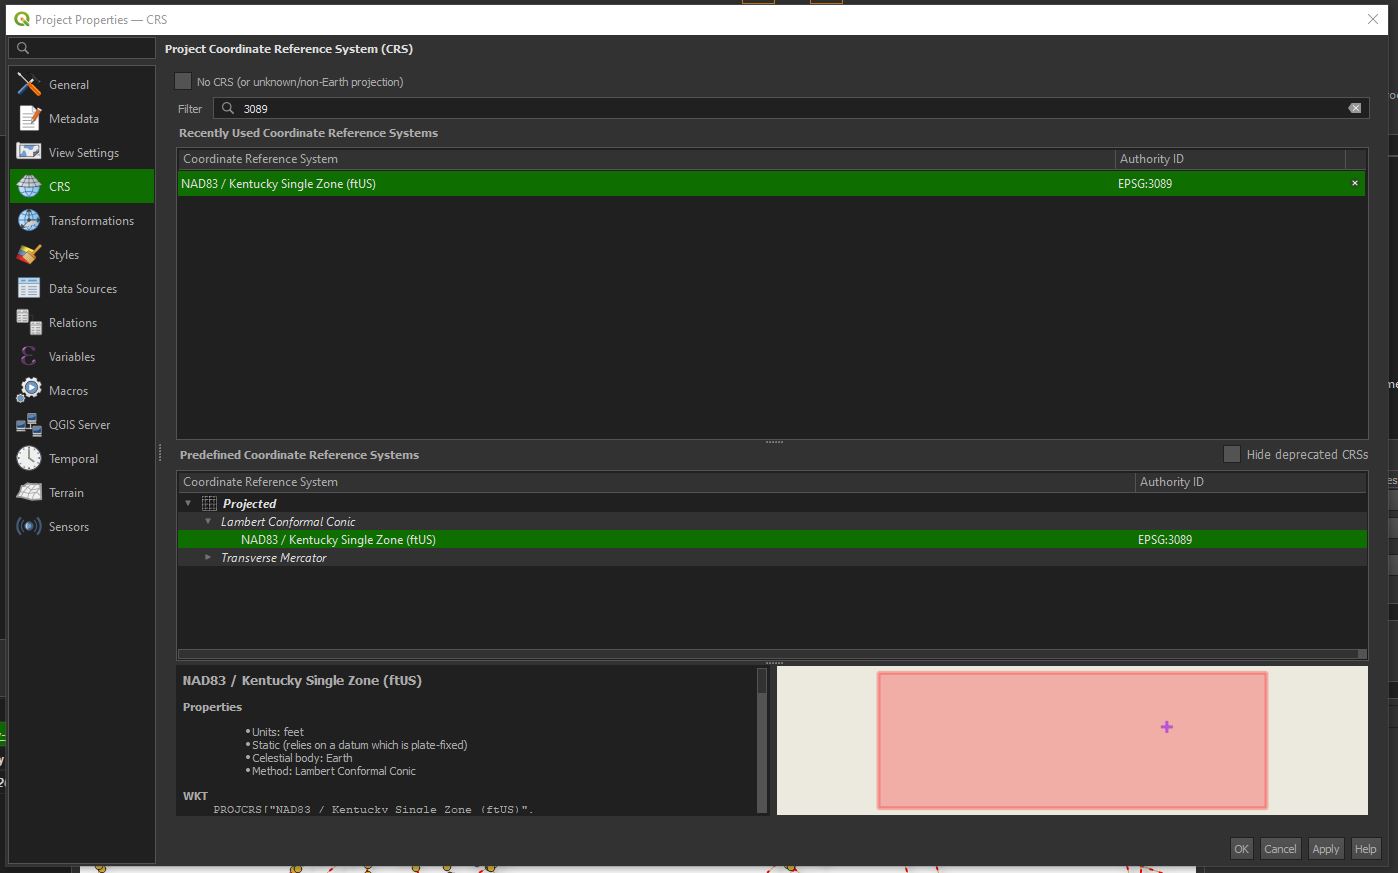 Project Properties — CRS
Project Coordinate Reference System (CRS)
No CRS (or unknown/non-Earth projection)
Filter 3089
Recently Used Coordinate Reference Systems
Coordinate Reference System Authority ID
NAD83 / Kentucky Single Zone (ftUS) EPSG:3089
General
Metadata
View Settings
CRS
Transformations
Styles
Data Sources
Relations
Variables
Macros
QGIS Server
Temporal
Terrain
Sensors
Predefined Coordinate Reference Systems Hide deprecated CRSs
Coordinate Reference System Authority ID
Projected
Lambert Conformal Conic
NAD83 / Kentucky Single Zone (ftUS) EPSG:3089
Transverse Mercator
NAD83 / Kentucky Single Zone (ftUS)
Properties
• Units: feet
• Static (relies on a datum which is plate-fixed)
• Celestial body: Earth
• Method: Lambert Conformal Conic
WKT
PROJCRS["NAD83 / Kentucky Single Zone (ftUS)",
OK Cancel Apply Help